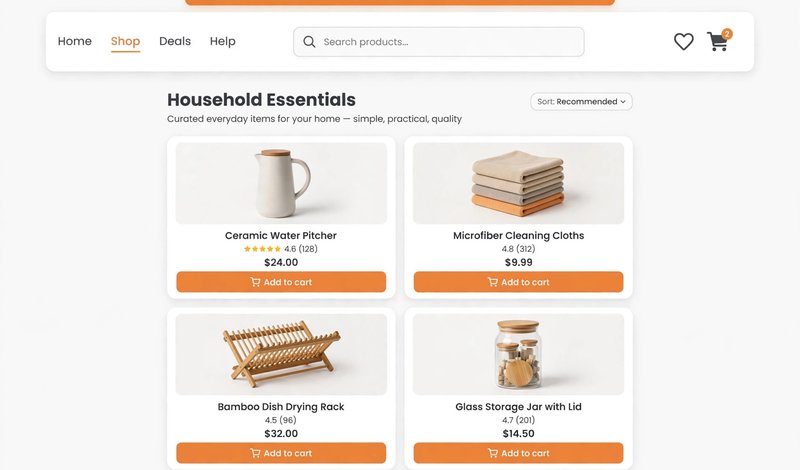 Home Shop Deals Help Search products... 2
Household Essentials
Sort: Recommended
Curated everyday items for your home — simple, practical, quality
Ceramic Water Pitcher
4.6 (128)
$24.00
Add to cart
Microfiber Cleaning Cloths
4.8 (312)
$9.99
Add to cart
Bamboo Dish Drying Rack
4.5 (96)
$32.00
Add to cart
Glass Storage Jar with Lid
4.7 (201)
$14.50
Add to cart